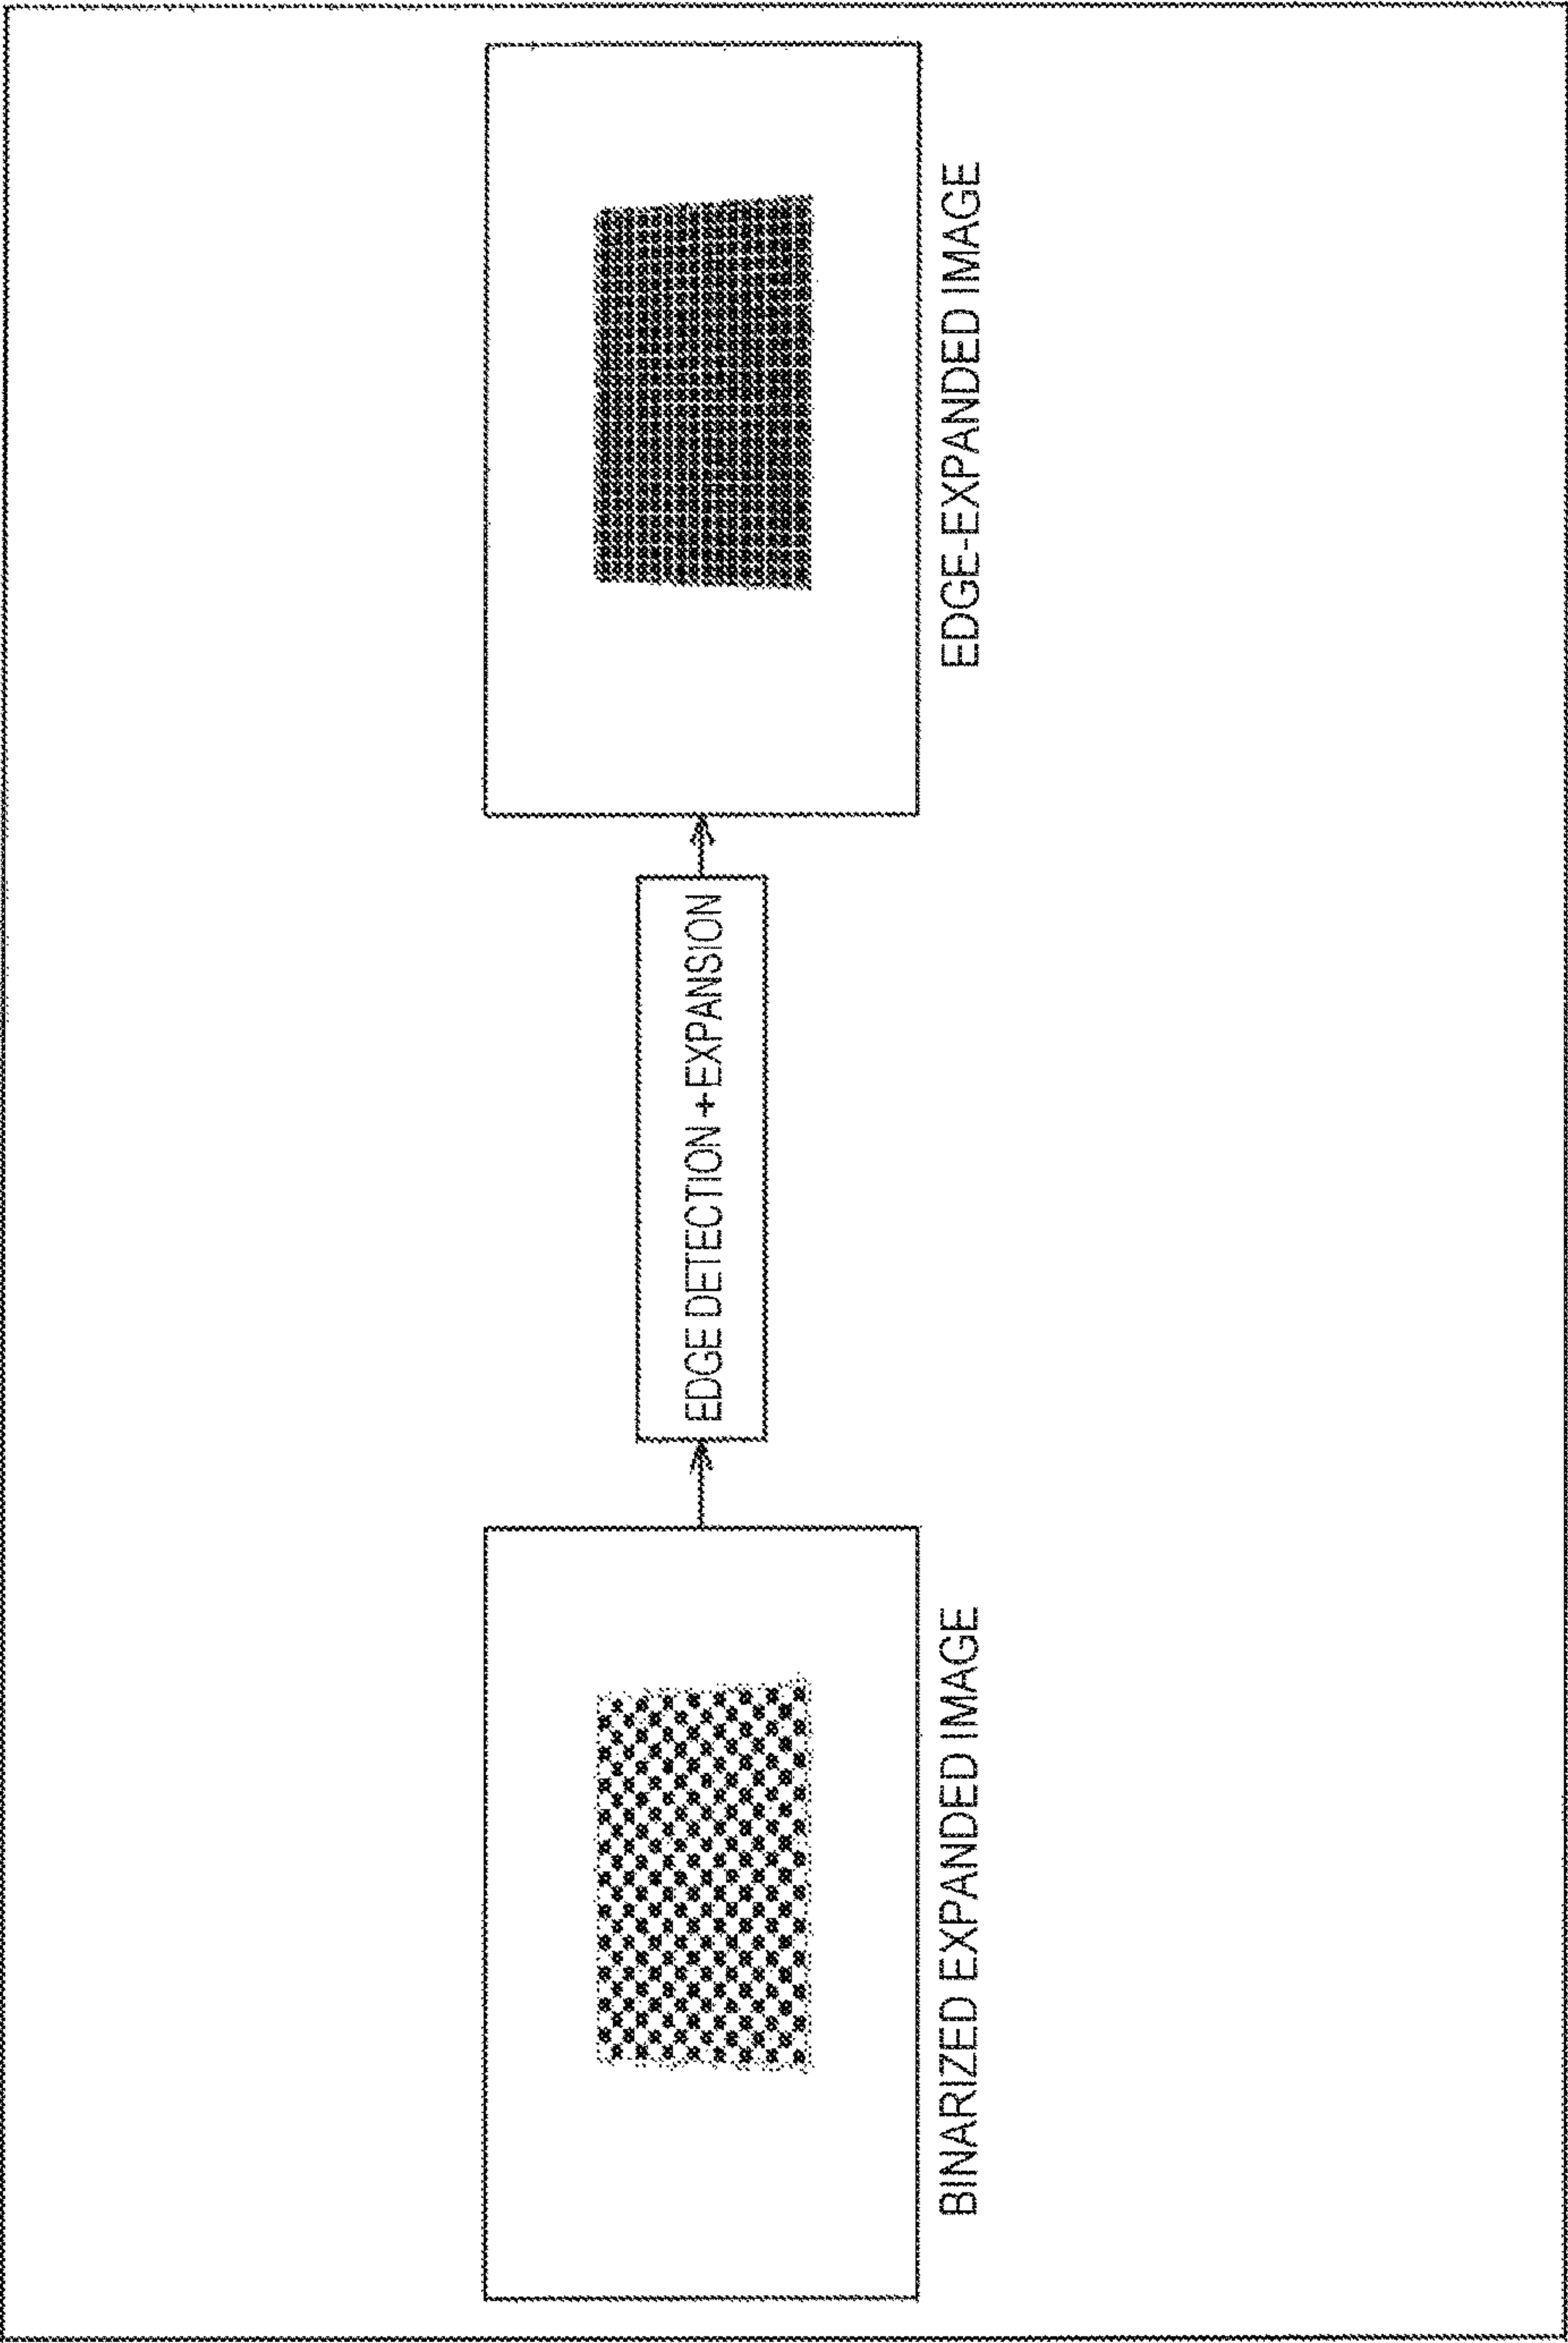 BINARIZED EXPANDED IMAGE
EDGE DETECTION + EXPANSION
EDGE-EXPANDED IMAGE